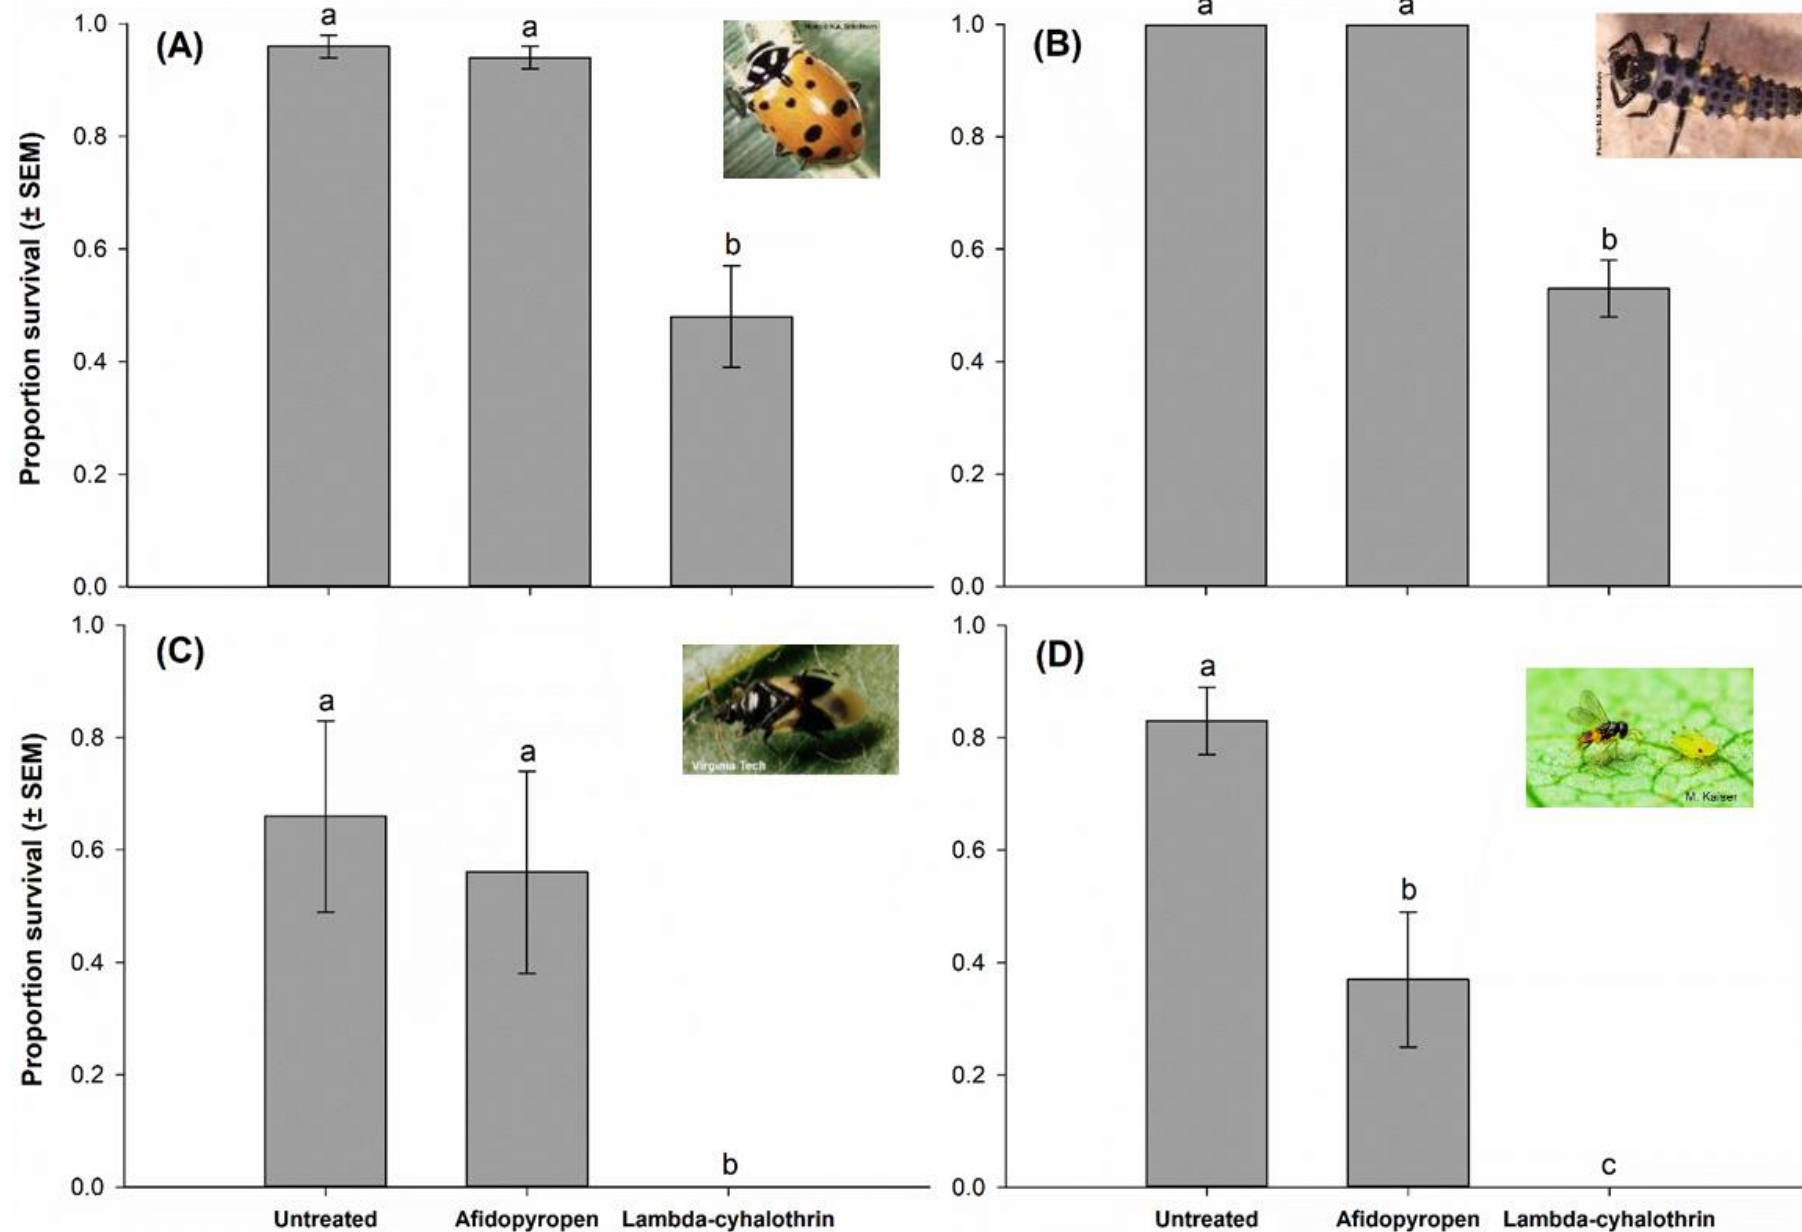 (A)
Proportion survival (± SEM)
1.0
0.8
0.6
0.4
0.2
0.0
a
a
b
(B)
1.0
0.8
0.6
0.4
0.2
0.0
a
a
b
(C)
Proportion survival (± SEM)
1.0
0.8
0.6
0.4
0.2
0.0
a
a
b
Virginia Tech
Untreated
Afidopyropen
Lambda-cyhalothrin
(D)
1.0
0.8
0.6
0.4
0.2
0.0
a
b
c
M. Kaiser
Untreated
Afidopyropen
Lambda-cyhalothrin